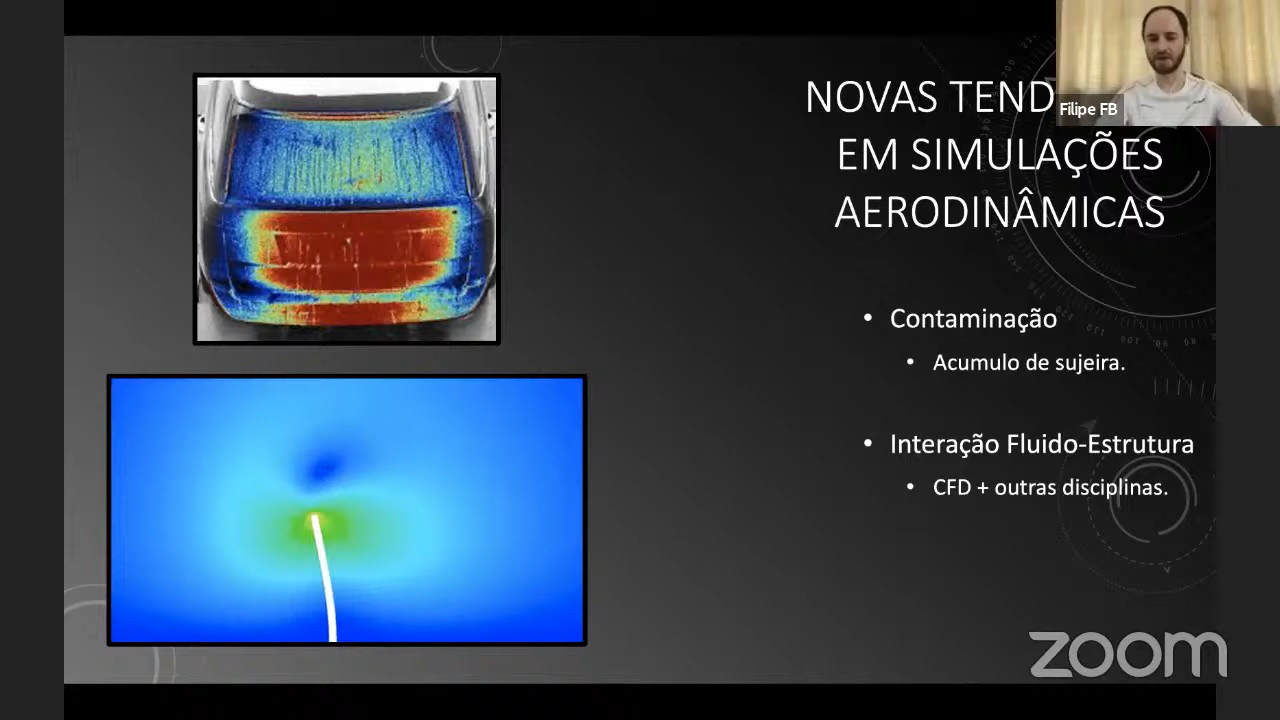 NOVAS TEND
EM SIMULAÇÕES
AERODINÂMICAS
Filipe FB
• Contaminação
• Acumulo de sujeira.
• Interação Fluido-Estrutura
• CFD + outras disciplinas.
zoom